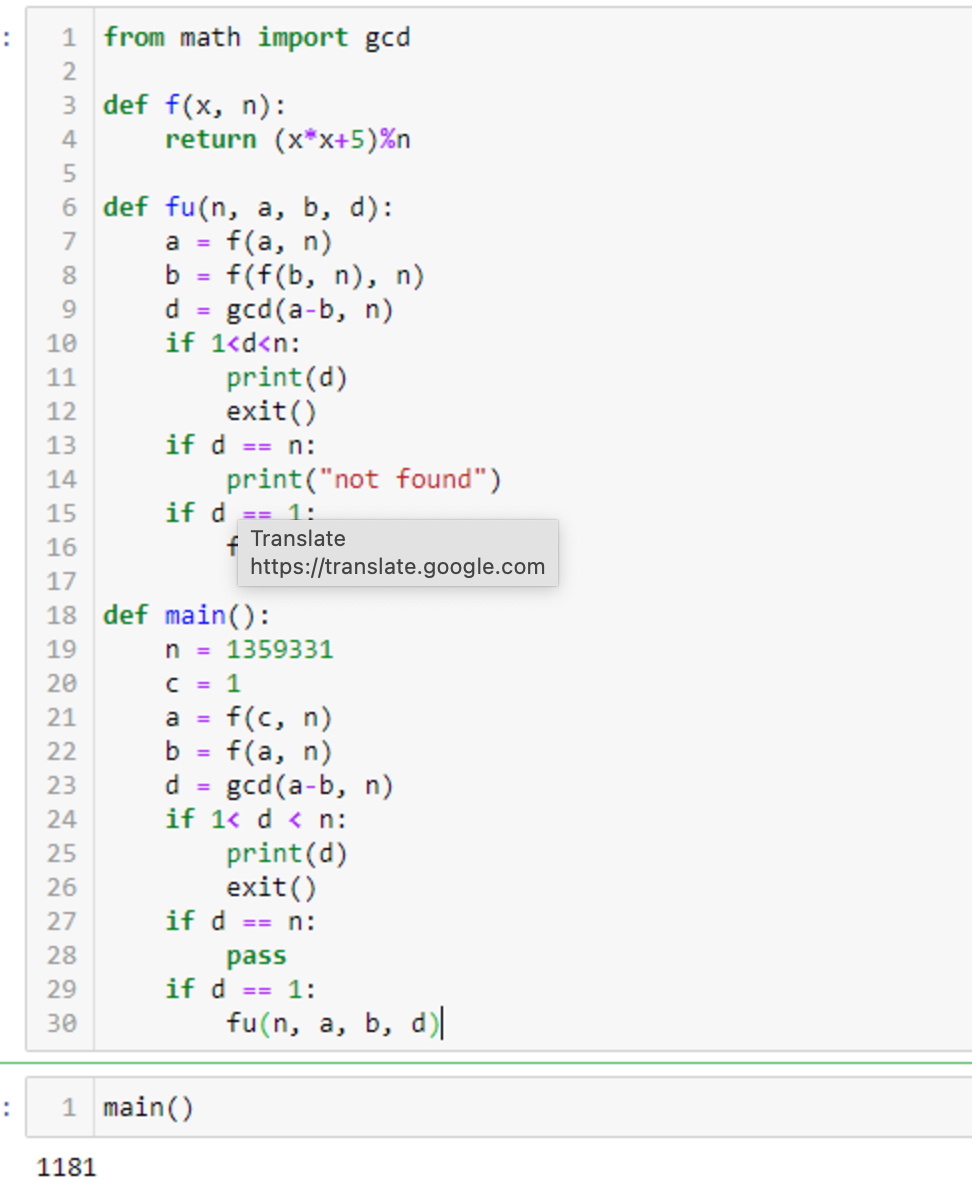 : 1 from math import gcd
2
3 def f(x, n):
4     return (x*x+5)%n
5
6 def fu(n, a, b, d):
7     a = f(a, n)
8     b = f(f(b, n), n)
9     d = gcd(a-b, n)
10     if 1<d<n:
11         print(d)
12         exit()
13     if d == n:
14         print("not found")
15     if d == 1:
16         f
Translate
https://translate.google.com
17
18 def main():
19     n = 1359331
20     c = 1
21     a = f(c, n)
22     b = f(a, n)
23     d = gcd(a-b, n)
24     if 1< d < n:
25         print(d)
26         exit()
27     if d == n:
28         pass
29     if d == 1:
30         fu(n, a, b, d)
: 1 main()
1181